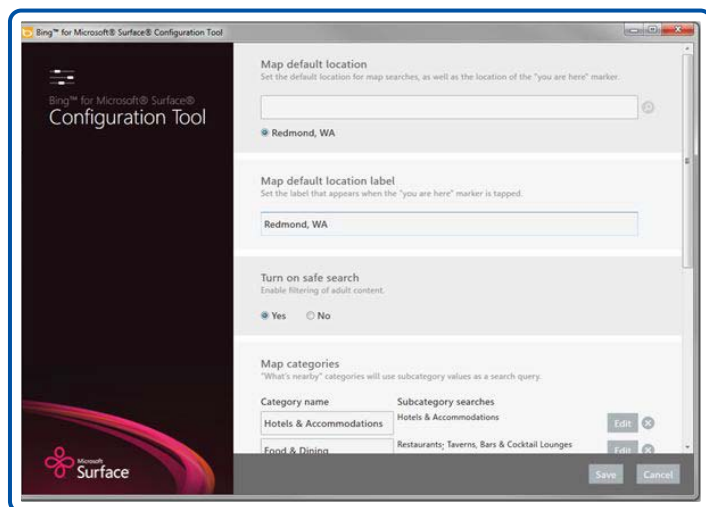 Bing™ for Microsoft® Surface® Configuration Tool
Bing™ for Microsoft® Surface®
Configuration Tool
Map default location
Set the default location for map searches, as well as the location of the "you are here" marker.
Redmond, WA
Map default location label
Set the label that appears when the "you are here" marker is tapped.
Redmond, WA
Turn on safe search
Enable filtering of adult content.
Yes No
Map categories
"What's nearby" categories will use subcategory values as a search query.
Category name Subcategory searches
Hotels & Accommodations Hotels & Accommodations Edit
Food & Dining Restaurants; Taverns, Bars & Cocktail Lounges Edit
Microsoft
Surface
Save Cancel